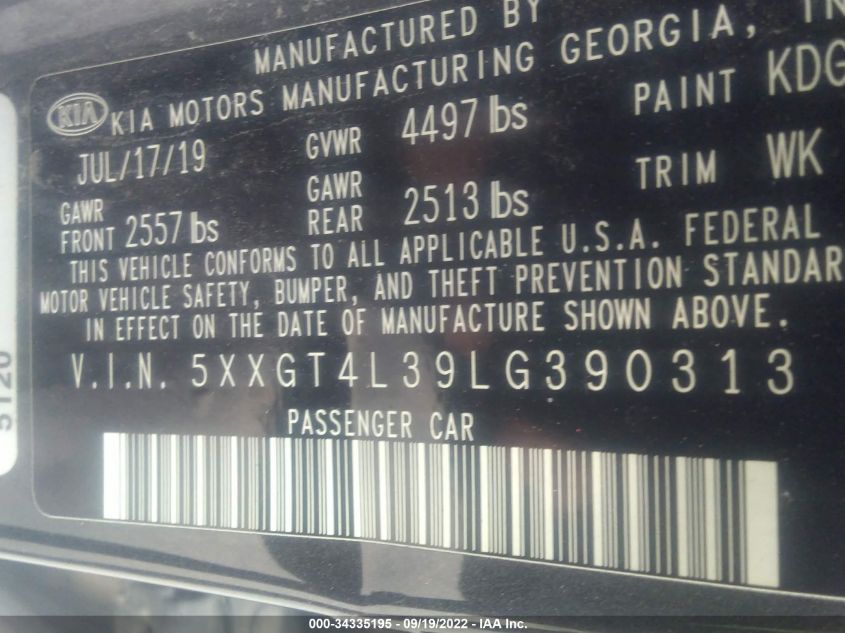 MANUFACTURED BY
KIA KIA MOTORS MANUFACTURING GEORGIA, IN
JUL/17/19 GVWR 4497 lbs PAINT KDG
GAWR FRONT 2557 lbs GAWR REAR 2513 lbs TRIM WK
THIS VEHICLE CONFORMS TO ALL APPLICABLE U.S.A. FEDERAL
MOTOR VEHICLE SAFETY, BUMPER, AND THEFT PREVENTION STANDAR
IN EFFECT ON THE DATE OF MANUFACTURE SHOWN ABOVE.
V.I.N. 5XXGT4L39LG390313
PASSENGER CAR
5120
000-34335195 - 09/19/2022 - IAA Inc.